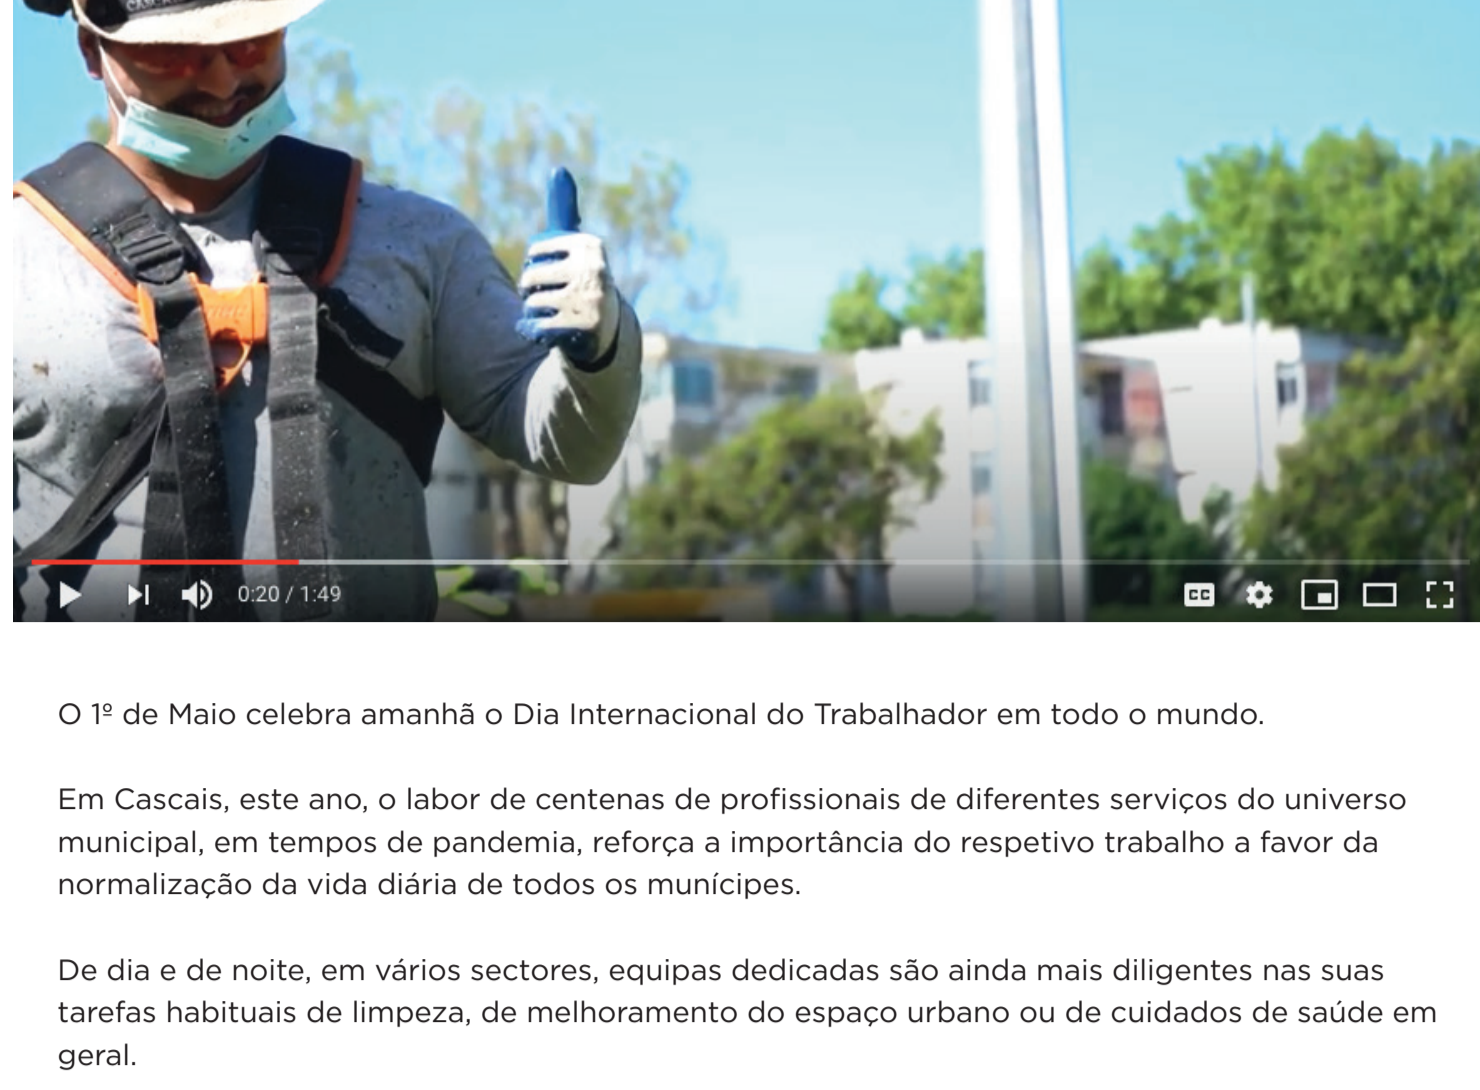 0:20 / 1:49
CC
O 1º de Maio celebra amanhã o Dia Internacional do Trabalhador em todo o mundo.
Em Cascais, este ano, o labor de centenas de profissionais de diferentes serviços do universo
municipal, em tempos de pandemia, reforça a importância do respetivo trabalho a favor da
normalização da vida diária de todos os munícipes.
De dia e de noite, em vários sectores, equipas dedicadas são ainda mais diligentes nas suas
tarefas habituais de limpeza, de melhoramento do espaço urbano ou de cuidados de saúde em
geral.